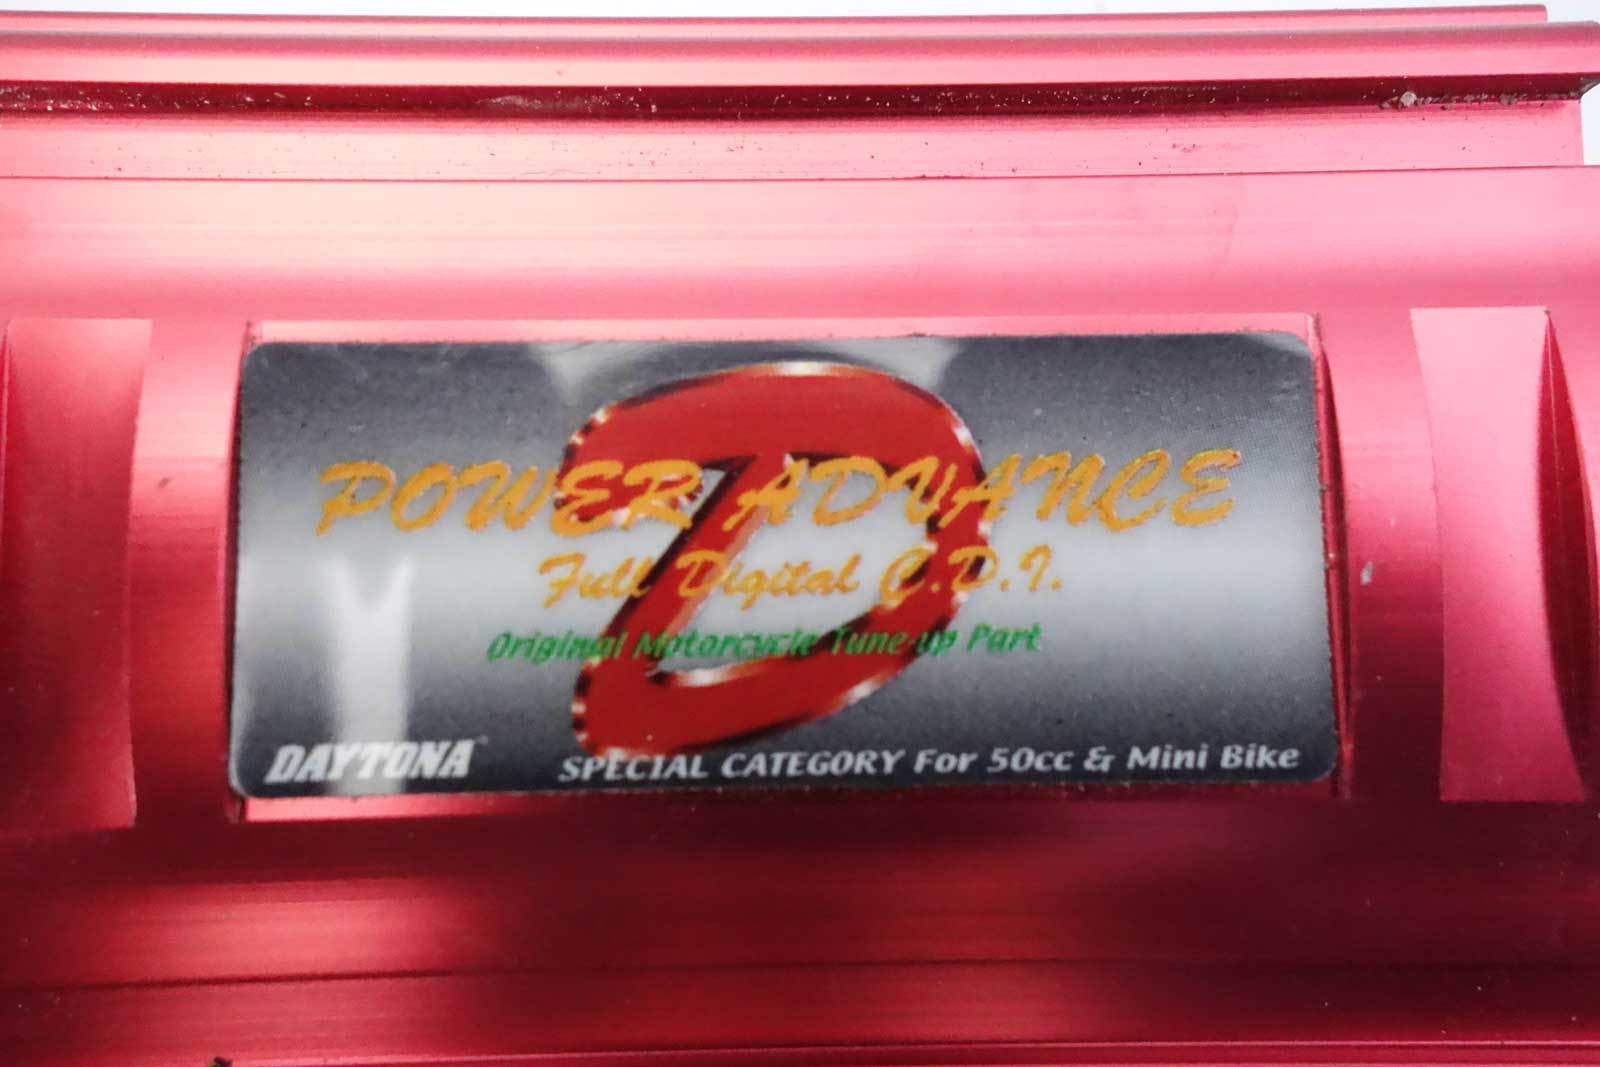 D
POWER ADVANCE
Full Digital C.D.I.
Original Motorcycle Tune up Part
DAYTONA
SPECIAL CATEGORY For 50cc & Mini Bike